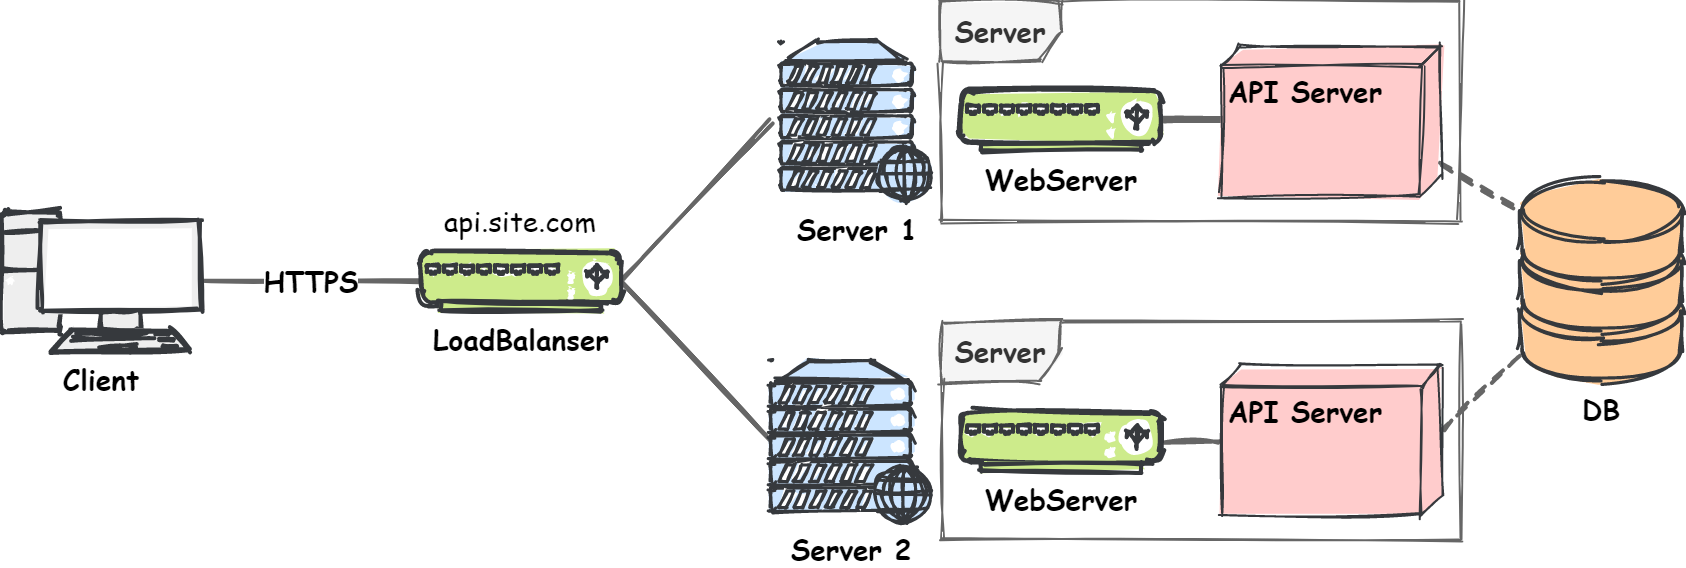 Server
API Server
WebServer
Server 1
api.site.com
HTTPS
LoadBalanser
Client
Server
API Server
WebServer
Server 2
DB